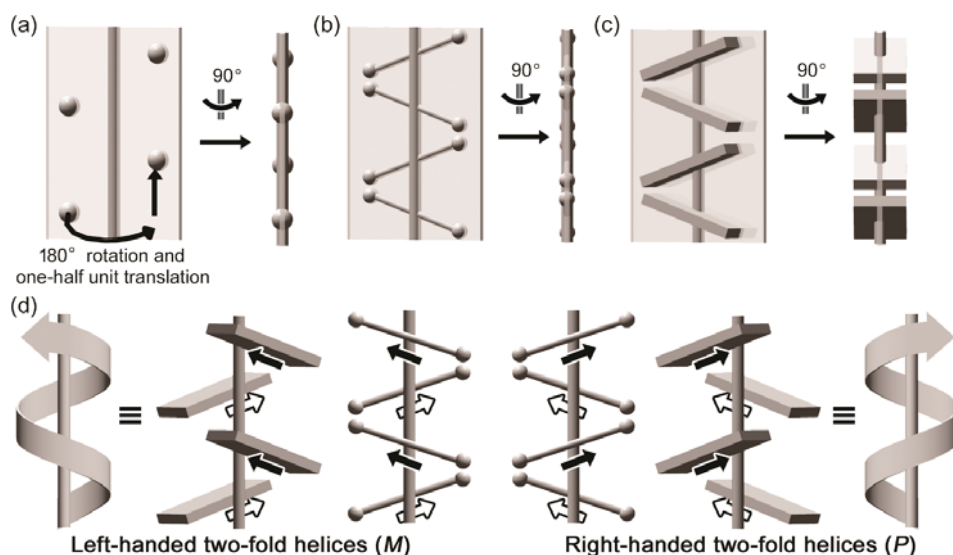 (a)
90°
180° rotation and
one-half unit translation
(b)
90°
(c)
90°
(d)
≡
≡
Left-handed two-fold helices (M)
Right-handed two-fold helices (P)